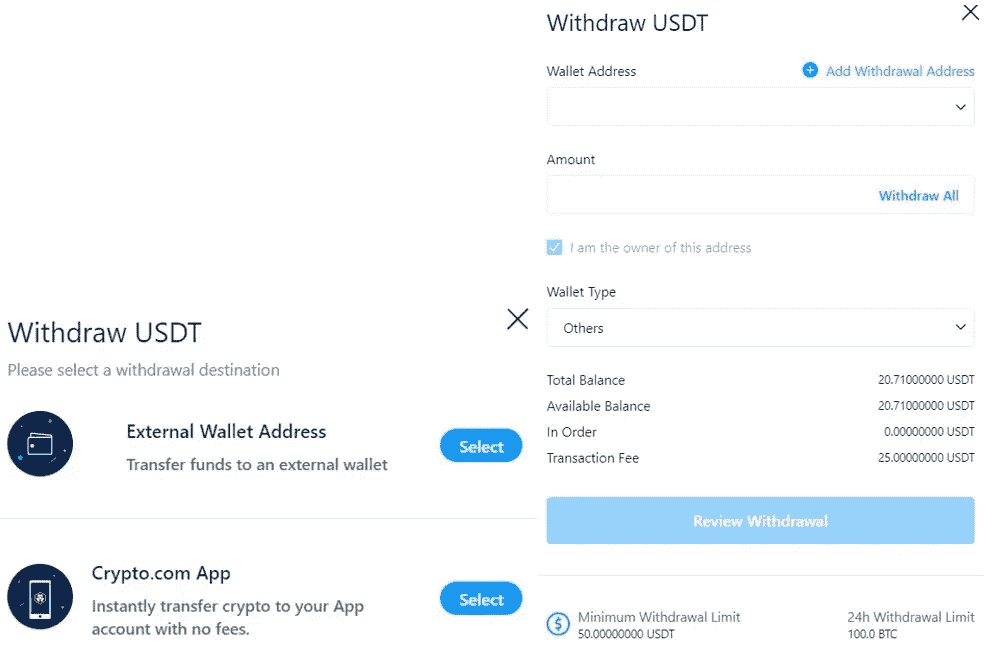 Withdraw USDT
Please select a withdrawal destination
External Wallet Address
Transfer funds to an external wallet
Select
Crypto.com App
Instantly transfer crypto to your App
account with no fees.
Select
Withdraw USDT
Wallet Address
Add Withdrawal Address
Amount
Withdraw All
I am the owner of this address
Wallet Type
Others
Total Balance 20.71000000 USDT
Available Balance 20.71000000 USDT
In Order 0.00000000 USDT
Transaction Fee 25.00000000 USDT
Review Withdrawal
Minimum Withdrawal Limit
50.00000000 USDT
24h Withdrawal Limit
100.0 BTC